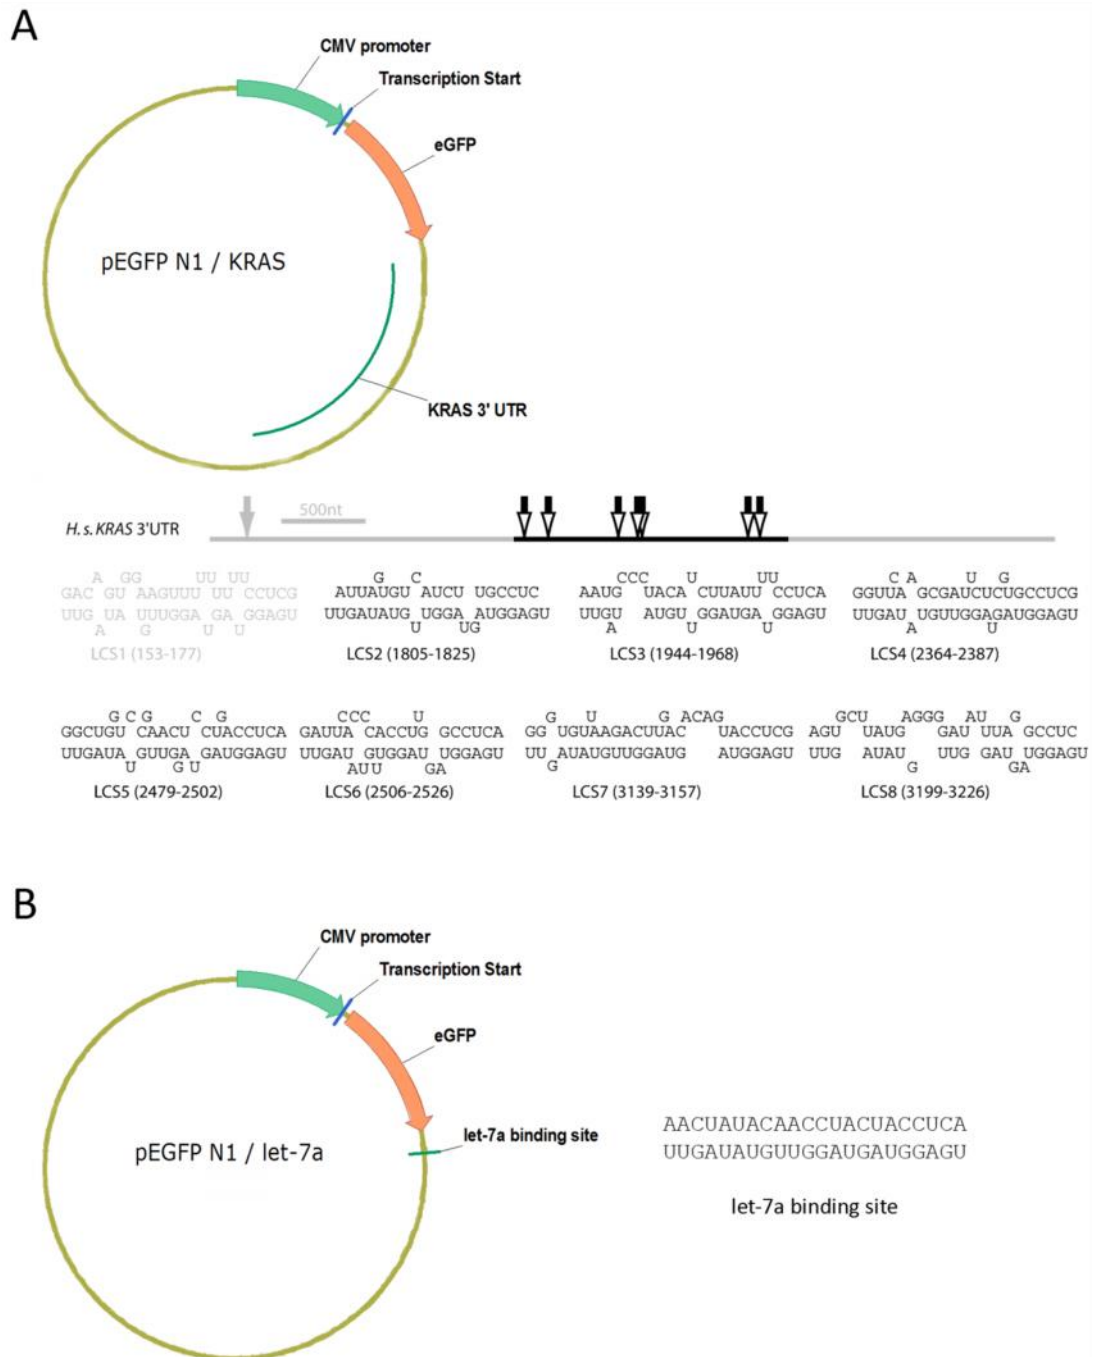 A
CMV promoter
Transcription Start
eGFP
pEGFP N1 / KRAS
KRAS 3' UTR
500nt
H.s.KRAS 3'UTR
A GG UU UU
GAC GU AAGUUU UU CCUCG
UUG UA UUUGGA GA GGAGU
A G U U
LCS1 (153-177)
G C
AUUAUGU AUCU UGCCUC
UUGAUAUG UGGA AUGGAGU
U UG
LCS2 (1805-1825)
CCC U UU
AAUG UACA CUUAUU CCUCA
UUGU AUGU GGAUGA GGAGU
A U U
LCS3 (1944-1968)
C A U G
GGUUA GCGAUCUCUGCCUCG
UUGAU UGUUGGAGAUGGAGU
A U
LCS4 (2364-2387)
G C G C G
GGCUGU CAACU CUACCUCA
UUGAUA GUUGA GAUGGAGU
U G U
LCS5 (2479-2502)
CCC U
GAUUA CACCUG GCCUCA
UUGAU GUGGAU UGGAGU
AUU GA
LCS6 (2506-2526)
G U G ACAG
GG UGUAAGACUUAC UACCUCG
UU AUAUGUUGGAUG AUGGAGU
G
LCS7 (3139-3157)
GCU AGGG AU G
AGU UAUG GAU UUA GCCUC
UUG AUAU UUG GAU UGGAGU
G GA
LCS8 (3199-3226)
B
CMV promoter
Transcription Start
eGFP
let-7a binding site
pEGFP N1 / let-7a
AACUAUACAACCUACUACCUCA
UUGAUAUGUUGGAUGAUGGAGU
let-7a binding site